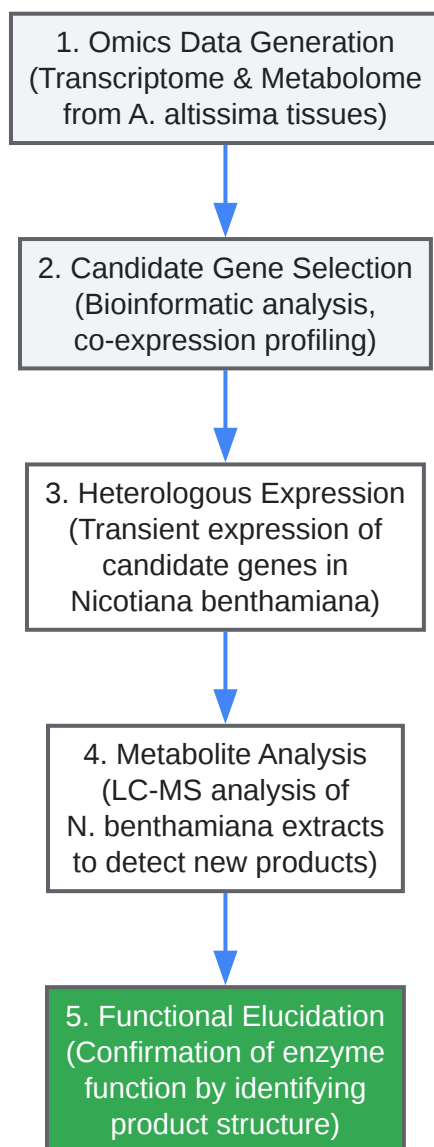 1. Omics Data Generation
(Transcriptome & Metabolome
from A. altissima tissues)
2. Candidate Gene Selection
(Bioinformatic analysis,
co-expression profiling)
3. Heterologous Expression
(Transient expression of
candidate genes in
Nicotiana benthamiana)
4. Metabolite Analysis
(LC-MS analysis of
N. benthamiana extracts
to detect new products)
5. Functional Elucidation
(Confirmation of enzyme
function by identifying
product structure)